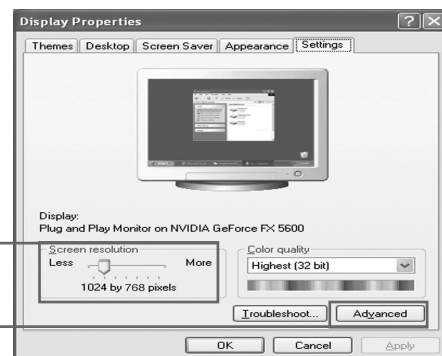 Display Properties
Themes Desktop Screen Saver Appearance Settings
Display:
Plug and Play Monitor on NVIDIA GeForce FX 5600
Screen resolution
Less More
1024 by 768 pixels
Color quality
Highest (32 bit)
Troubleshoot... Advanced
OK Cancel Apply